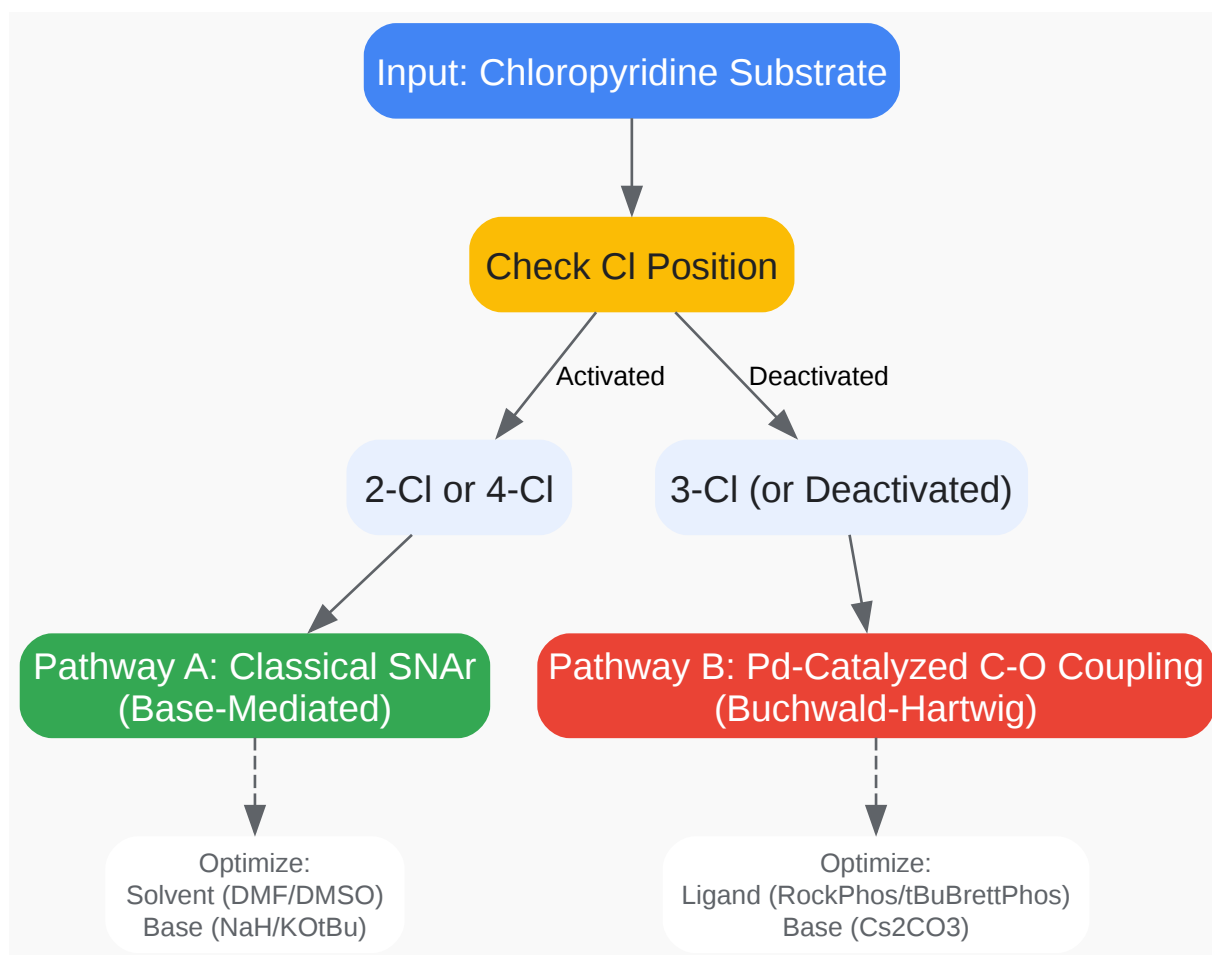 Input: Chloropyridine Substrate
Check Cl Position
Activated
Deactivated
2-Cl or 4-Cl
3-Cl (or Deactivated)
Pathway A: Classical SNAr
(Base-Mediated)
Pathway B: Pd-Catalyzed C-O Coupling
(Buchwald-Hartwig)
Optimize:
Solvent (DMF/DMSO)
Base (NaH/KOtBu)
Optimize:
Ligand (RockPhos/tBuBrettPhos)
Base (Cs2CO3)